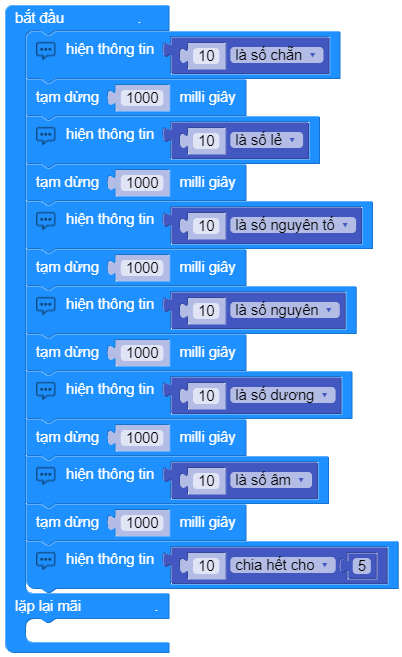 bắt đầu .
hiện thông tin 10 là số chẵn
tạm dừng 1000 milli giây
hiện thông tin 10 là số lẻ
tạm dừng 1000 milli giây
hiện thông tin 10 là số nguyên tố
tạm dừng 1000 milli giây
hiện thông tin 10 là số nguyên
tạm dừng 1000 milli giây
hiện thông tin 10 là số dương
tạm dừng 1000 milli giây
hiện thông tin 10 là số âm
tạm dừng 1000 milli giây
hiện thông tin 10 chia hết cho 5
lặp lại mãi .